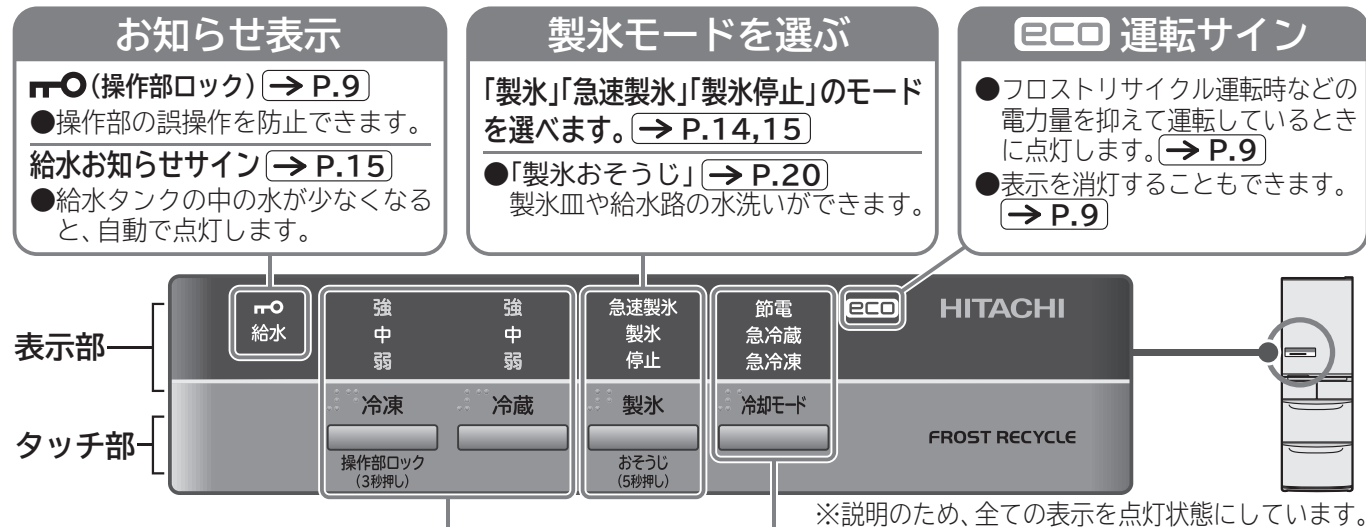 お知らせ表示
(操作部ロック) → P.9
●操作部の誤操作を防止できます。
給水お知らせサイン → P.15
●給水タンクの中の水が少なくなる
と、自動で点灯します。
製氷モードを選ぶ
「製氷」「急速製氷」「製氷停止」のモード
を選べます。 → P.14,15
●「製氷おそうじ」 → P.20
製氷皿や給水路の水洗いができます。
eco 運転サイン
●フロストリサイクル運転時などの
電力量を抑えて運転しているとき
に点灯します。 → P.9
●表示を消灯することもできます。
→ P.9
表示部
給水
強
中
弱
強
中
弱
急速製氷
製氷
停止
節電
急冷蔵
急冷凍
eco
HITACHI
タッチ部
冷凍
冷蔵
製氷
冷却モード
操作部ロック
(3秒押し)
おそうじ
(5秒押し)
FROST RECYCLE
※説明のため、全ての表示を点灯状態にしています。